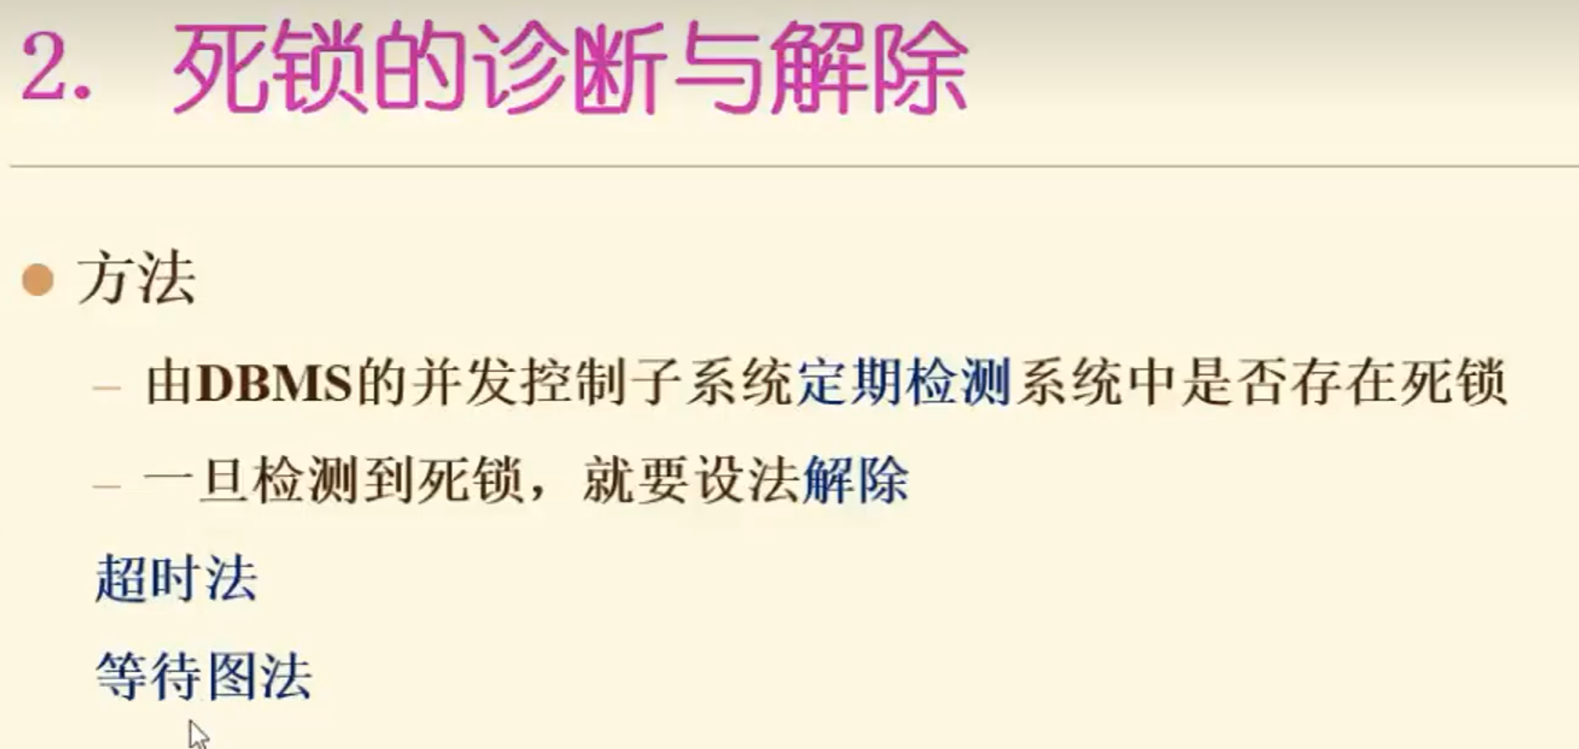 2. 死锁的诊断与解除
● 方法
– 由DBMS的并发控制子系统定期检测系统中是否存在死锁
– 一旦检测到死锁，就要设法解除
超时法
等待图法